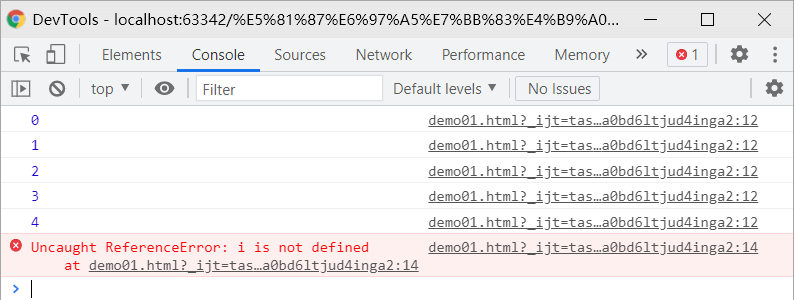 DevTools - localhost:63342/%E5%81%87%E6%97%A5%E7%BB%83%E4%B9%A0...
Elements Console Sources Network Performance Memory » 1
top Filter Default levels No Issues
0 demo01.html?_ijt=tas…a0bd6ltjud4inga2:12
1 demo01.html?_ijt=tas…a0bd6ltjud4inga2:12
2 demo01.html?_ijt=tas…a0bd6ltjud4inga2:12
3 demo01.html?_ijt=tas…a0bd6ltjud4inga2:12
4 demo01.html?_ijt=tas…a0bd6ltjud4inga2:12
Uncaught ReferenceError: i is not defined demo01.html?_ijt=tas…a0bd6ltjud4inga2:14
at demo01.html?_ijt=tas…a0bd6ltjud4inga2:14